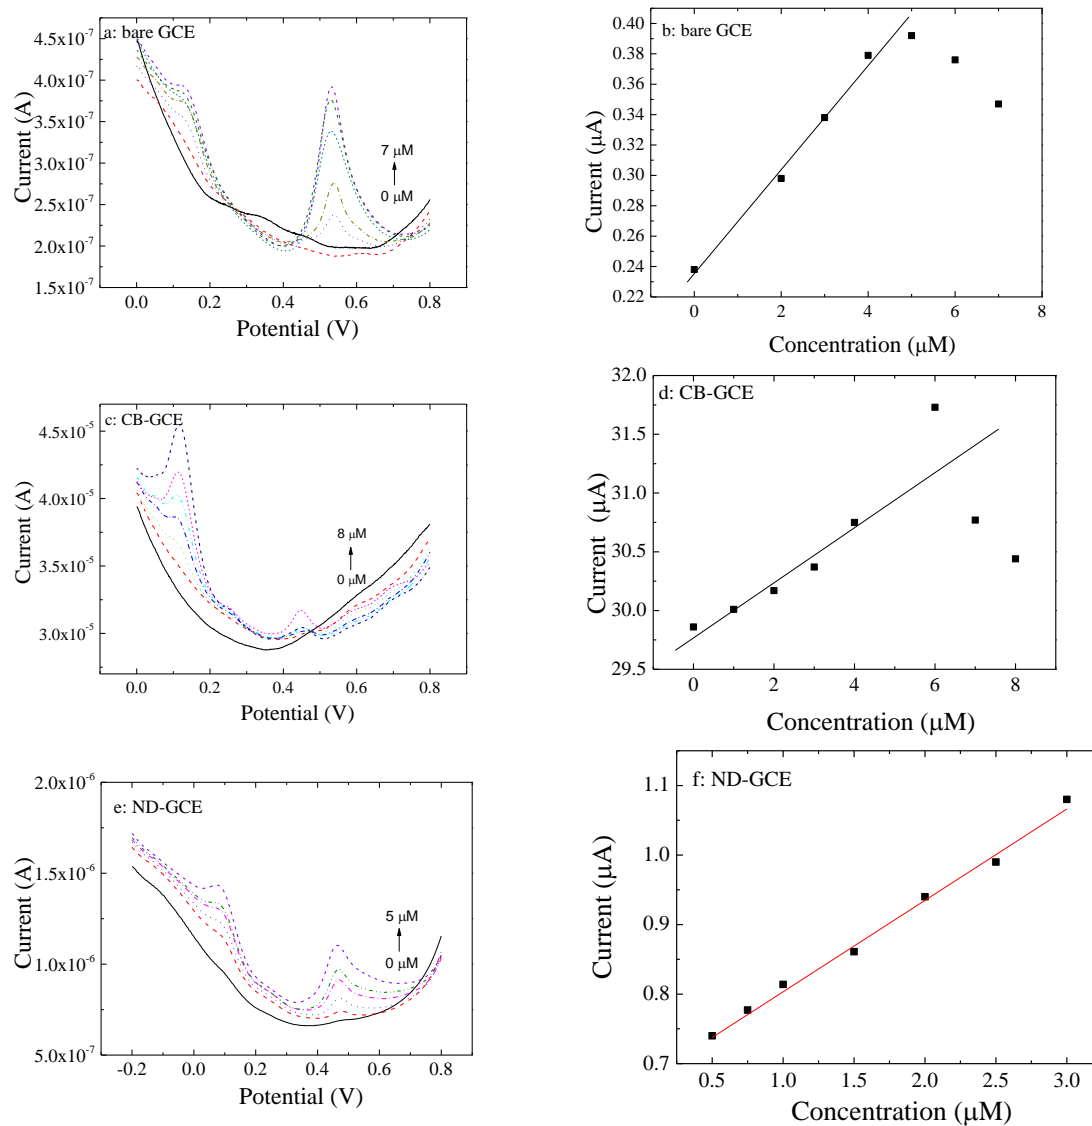 a: bare GCE
4.5x10-7
4.0x10-7
3.5x10-7
3.0x10-7
2.5x10-7
2.0x10-7
1.5x10-7
Current (A)
7 μM
0 μM
0.0 0.2 0.4 0.6 0.8
Potential (V)
b: bare GCE
0.40
0.38
0.36
0.34
0.32
0.30
0.28
0.26
0.24
0.22
Current (μA)
0 2 4 6 8
Concentration (μM)
c: CB-GCE
4.5x10-5
4.0x10-5
3.5x10-5
3.0x10-5
Current (A)
8 μM
0 μM
0.0 0.2 0.4 0.6 0.8
Potential (V)
d: CB-GCE
32.0
31.5
31.0
30.5
30.0
29.5
Current (μA)
0 2 4 6 8
Concentration (μM)
e: ND-GCE
2.0x10-6
1.5x10-6
1.0x10-6
5.0x10-7
Current (A)
5 μM
0 μM
-0.2 0.0 0.2 0.4 0.6 0.8
Potential (V)
f: ND-GCE
1.1
1.0
0.9
0.8
0.7
Current (μA)
0.5 1.0 1.5 2.0 2.5 3.0
Concentration (μM)